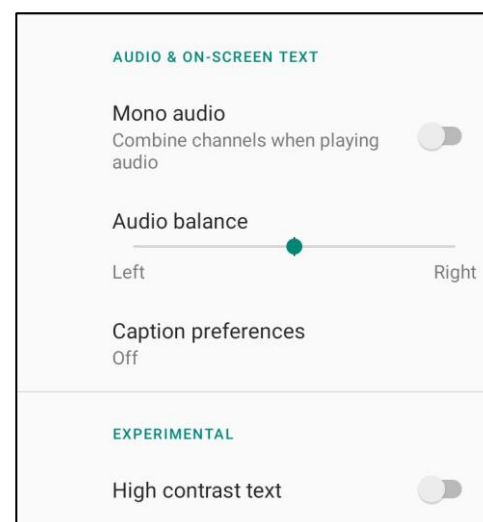 AUDIO & ON-SCREEN TEXT
Mono audio
Combine channels when playing
audio
Audio balance
Left Right
Caption preferences
Off
EXPERIMENTAL
High contrast text